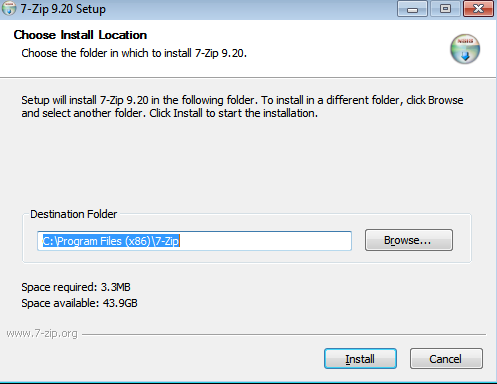 7-Zip 9.20 Setup
Choose Install Location
Choose the folder in which to install 7-Zip 9.20.
Setup will install 7-Zip 9.20 in the following folder. To install in a different folder, click Browse
and select another folder. Click Install to start the installation.
Destination Folder
C:\Program Files (x86)\7-Zip
Browse...
Space required: 3.3MB
Space available: 43.9GB
www.7-zip.org
Install
Cancel